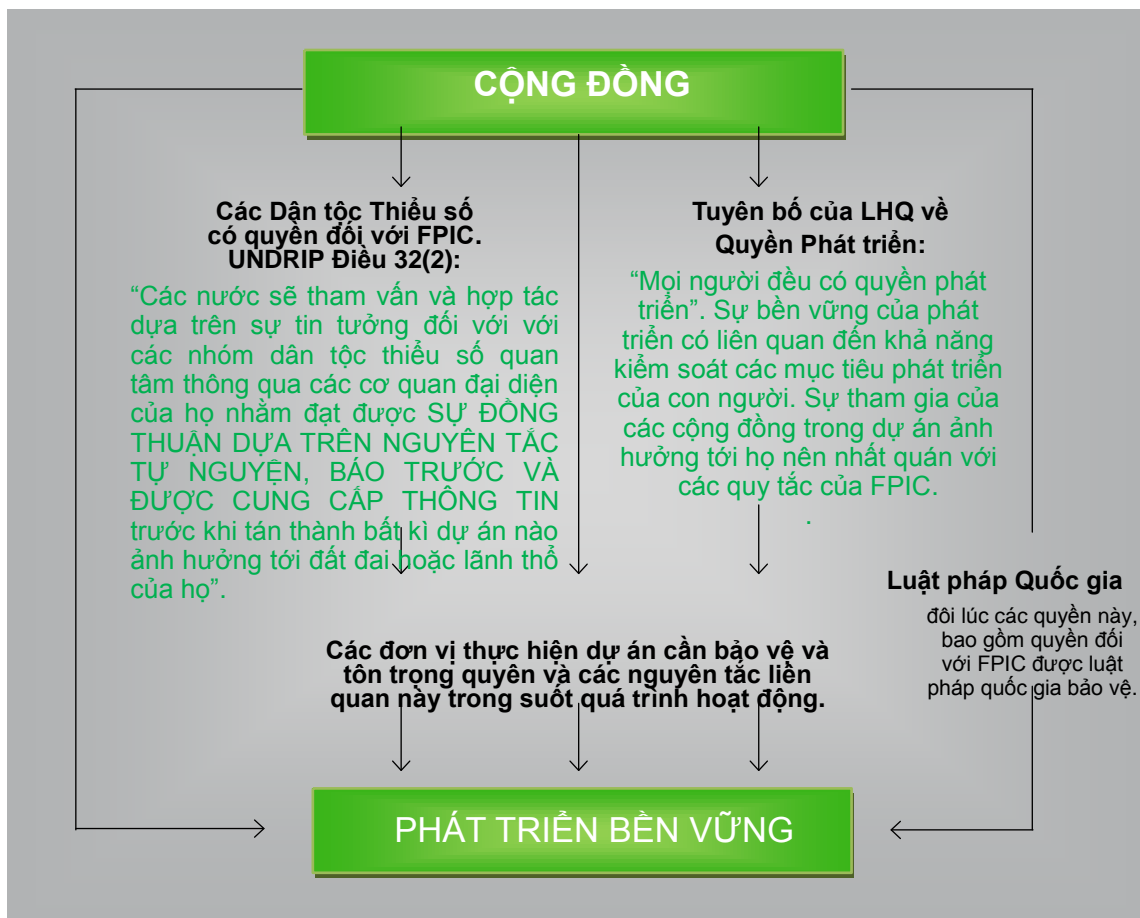 CỘNG ĐỒNG
Các Dận tộc Thiểu số
có quyền đối với FPIC.
UNDRIP Điều 32(2):
“Các nước sẽ tham vấn và hợp tác
dựa trên sự tin tưởng đối với với
các nhóm dân tộc thiểu số quan
tâm thông qua các cơ quan đại diện
của họ nhằm đạt được SỰ ĐỒNG
THUẬN DỰA TRÊN NGUYÊN TẮC
TỰ NGUYỆN, BÁO TRƯỚC VÀ
ĐƯỢC CUNG CẤP THÔNG TIN
trước khi tán thành bất kì dự án nào
ảnh hưởng tới đất đai hoặc lãnh thổ
của họ”.
Tuyên bố của LHQ về
Quyền Phát triển:
“Mọi người đều có quyền phát
triển”. Sự bền vững của phát
triển có liên quan đến khả năng
kiểm soát các mục tiêu phát triển
của con người. Sự tham gia của
các cộng đồng trong dự án ảnh
hưởng tới họ nên nhất quán với
các quy tắc của FPIC.
.
Luật pháp Quốc gia
đôi lúc các quyền này,
bao gồm quyền đối
với FPIC được luật
pháp quốc gia bảo vệ.
Các đơn vị thực hiện dự án cần bảo vệ và
tôn trọng quyên và các nguyên tắc liên
quan này trong suốt quá trình hoạt động.
PHÁT TRIỂN BỀN VỮNG